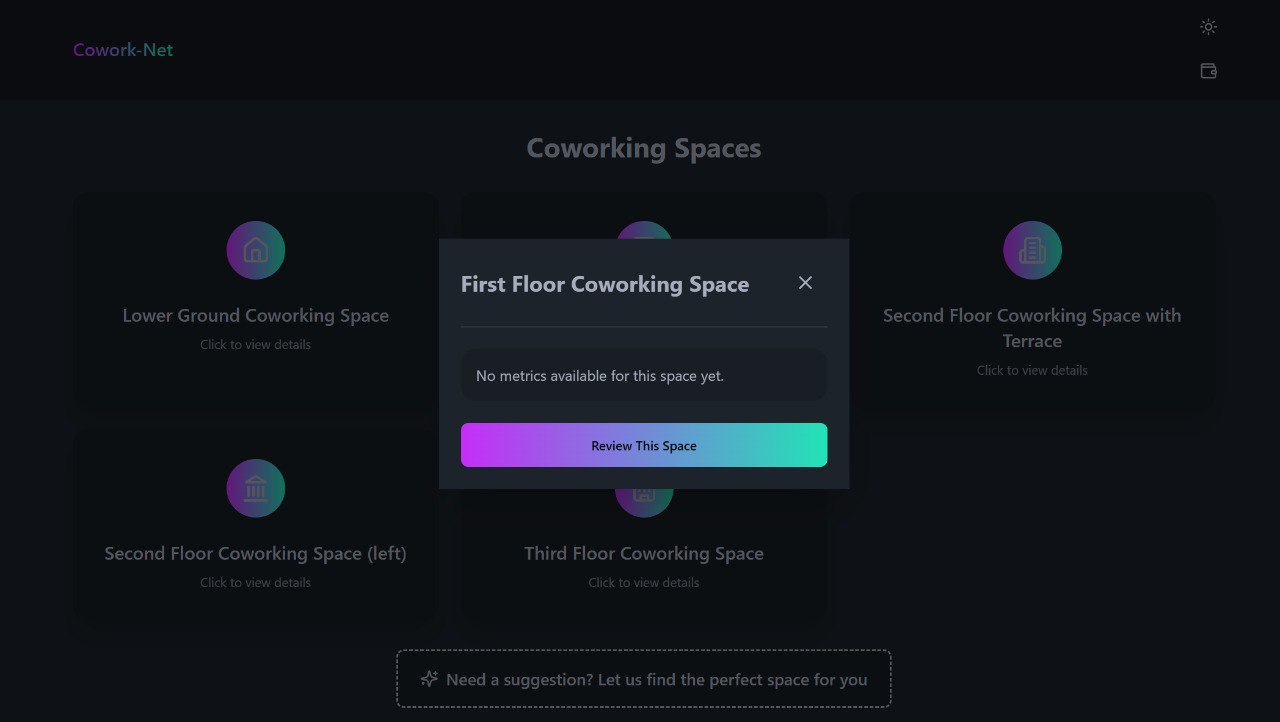 Cowork-Net
Coworking Spaces
Lower Ground Coworking Space
Click to view details
First Floor Coworking Space
No metrics available for this space yet.
Review This Space
Second Floor Coworking Space with
Terrace
Click to view details
Second Floor Coworking Space (left)
Click to view details
Third Floor Coworking Space
Click to view details
Need a suggestion? Let us find the perfect space for you